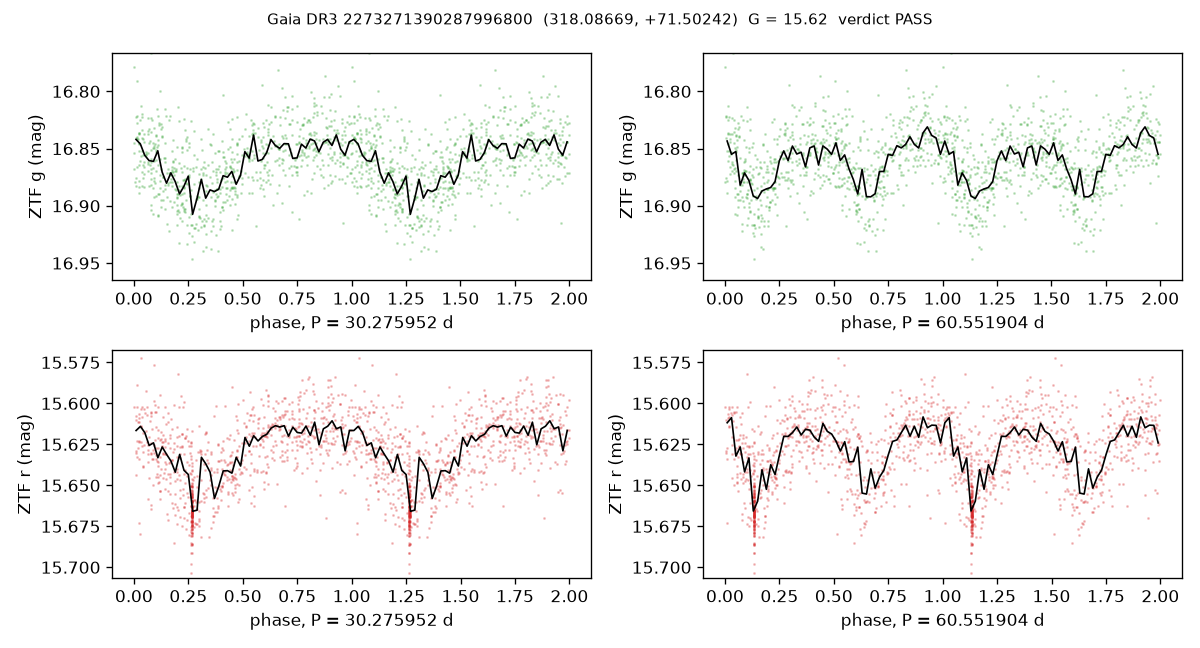 Gaia DR3 2273271390287996800 (318.08669, +71.50242) G = 15.62 verdict PASS
ZTF g (mag)
16.80
16.85
16.90
16.95
0.00 0.25 0.50 0.75 1.00 1.25 1.50 1.75 2.00
phase, P = 30.275952 d
ZTF g (mag)
16.80
16.85
16.90
16.95
0.00 0.25 0.50 0.75 1.00 1.25 1.50 1.75 2.00
phase, P = 60.551904 d
ZTF r (mag)
15.575
15.600
15.625
15.650
15.675
15.700
0.00 0.25 0.50 0.75 1.00 1.25 1.50 1.75 2.00
phase, P = 30.275952 d
ZTF r (mag)
15.575
15.600
15.625
15.650
15.675
15.700
0.00 0.25 0.50 0.75 1.00 1.25 1.50 1.75 2.00
phase, P = 60.551904 d